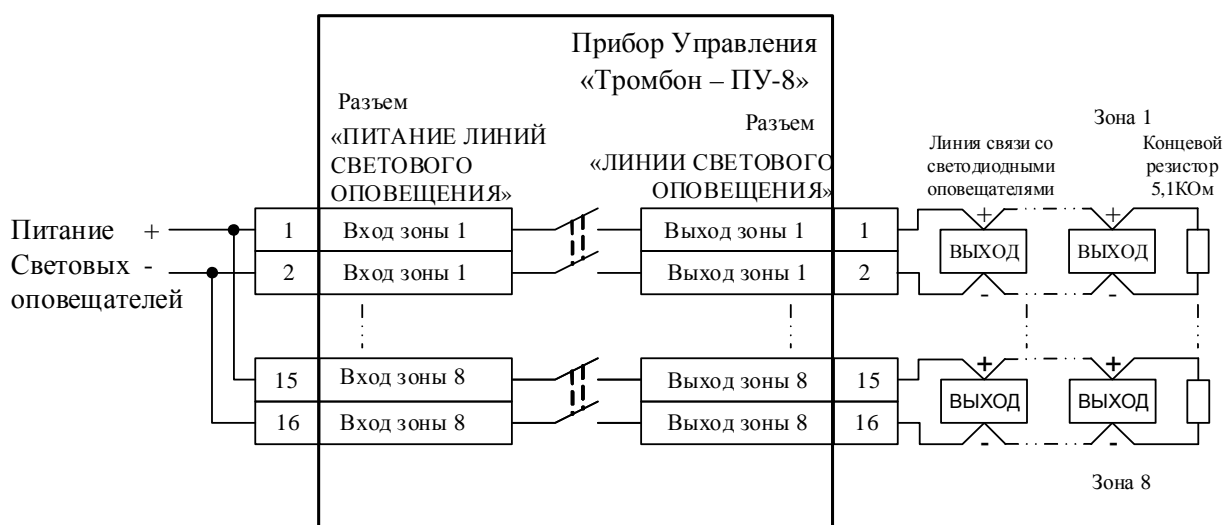 Прибор Управления
«Тромбон – ПУ-8»
Разъем
«ПИТАНИЕ ЛИНИЙ
СВЕТОВОГО
ОПОВЕЩЕНИЯ»
Разъем
«ЛИНИИ СВЕТОВОГО
ОПОВЕЩЕНИЯ»
Зона 1
Линия связи со
светодиодными
оповещателями
Концевой
резистор
5,1КОм
Питание +
Световых -
оповещателей
1 Вход зоны 1 Выход зоны 1 1
2 Вход зоны 1 Выход зоны 1 2
+ +
ВЫХОД ВЫХОД
- -
15 Вход зоны 8 Выход зоны 8 15
16 Вход зоны 8 Выход зоны 8 16
+ +
ВЫХОД ВЫХОД
- -
Зона 8